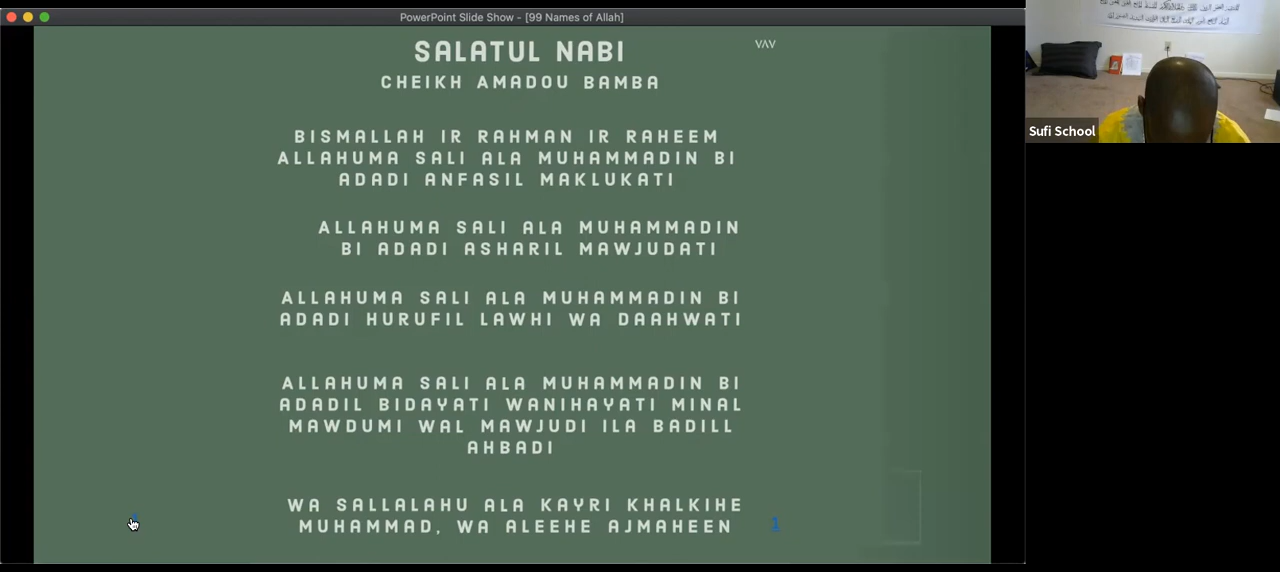 PowerPoint Slide Show - [99 Names of Allah]
SALATUL NABI
VΛV
CHEIKH AMADOU BAMBA
BISMALLAH IR RAHMAN IR RAHEEM
ALLAHUMA SALI ALA MUHAMMADIN BI
ADADI ANFASIL MAKLUKATI
ALLAHUMA SALI ALA MUHAMMADIN
BI ADADI ASHARIL MAWJUDATI
ALLAHUMA SALI ALA MUHAMMADIN BI
ADADI HURUFIL LAWHI WA DAAHWATI
ALLAHUMA SALI ALA MUHAMMADIN BI
ADADIL BIDAYATI WANIHAYATI MINAL
MAWDUMI WAL MAWJUDI ILA BADILL
AHBADI
WA SALLALAHU ALA KAYRI KHALKIHE
MUHAMMAD, WA ALEEHE AJMAHEEN
1
Sufi School